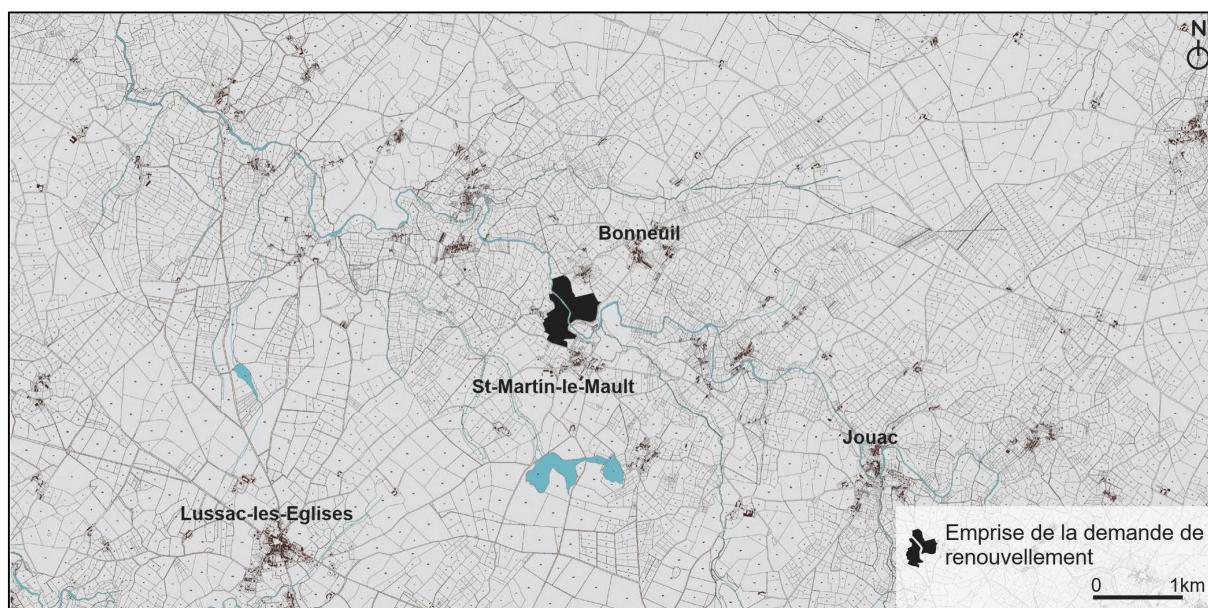 N
Bonneuil
St-Martin-le-Mault
Jouac
Lussac-les-Eglises
Emprise de la demande de
renouvellement
0 1km